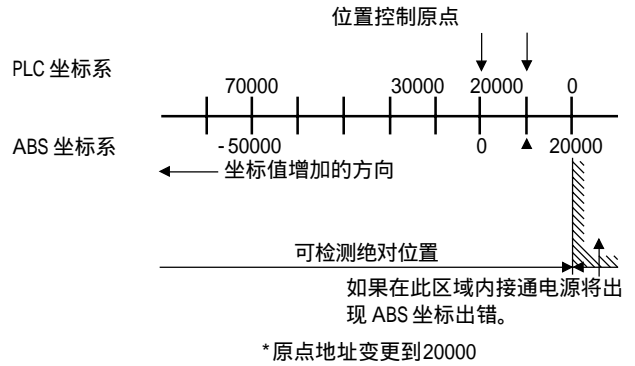 位置控制原点
PLC 坐标系
70000 30000 20000 0
ABS 坐标系
-50000 0 20000
坐标值增加的方向
可检测绝对位置
如果在此区域内接通电源将出
现 ABS 坐标出错。
*原点地址变更到20000